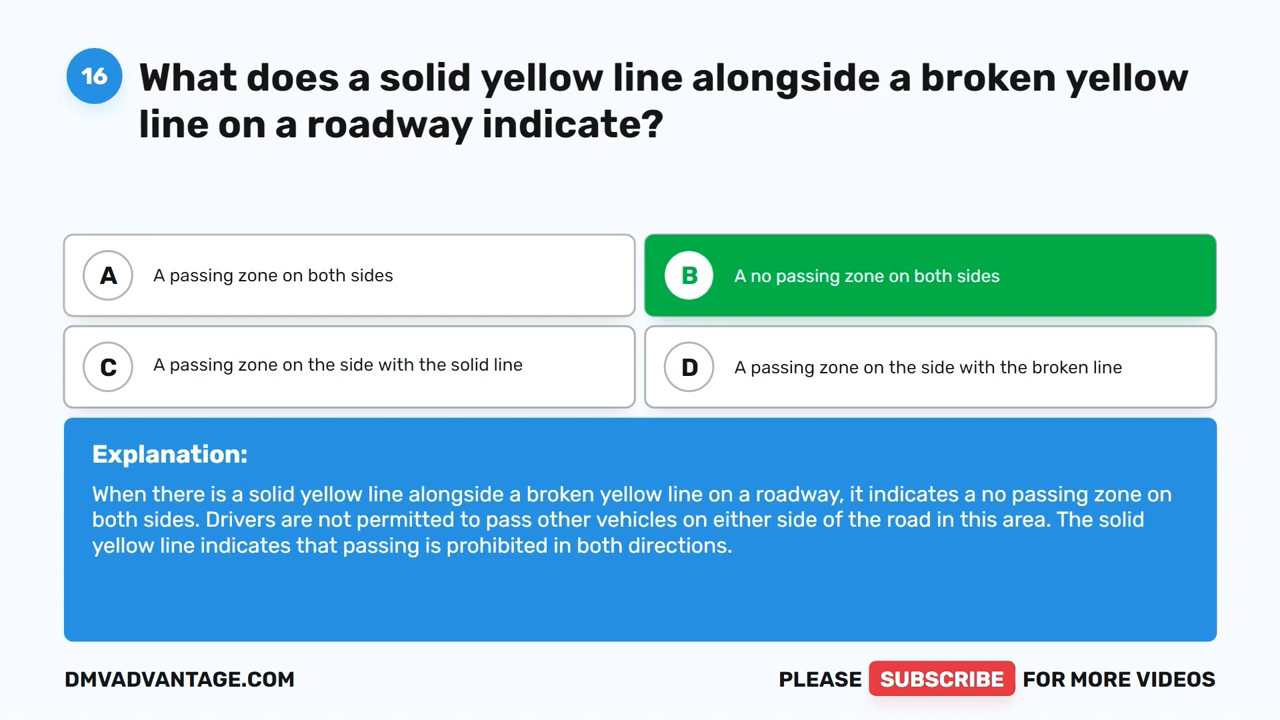 16
What does a solid yellow line alongside a broken yellow
line on a roadway indicate?
A
A passing zone on both sides
B
A no passing zone on both sides
C
A passing zone on the side with the solid line
D
A passing zone on the side with the broken line
Explanation:
When there is a solid yellow line alongside a broken yellow line on a roadway, it indicates a no passing zone on
both sides. Drivers are not permitted to pass other vehicles on either side of the road in this area. The solid
yellow line indicates that passing is prohibited in both directions.
DMVADVANTAGE.COM
PLEASE SUBSCRIBE FOR MORE VIDEOS